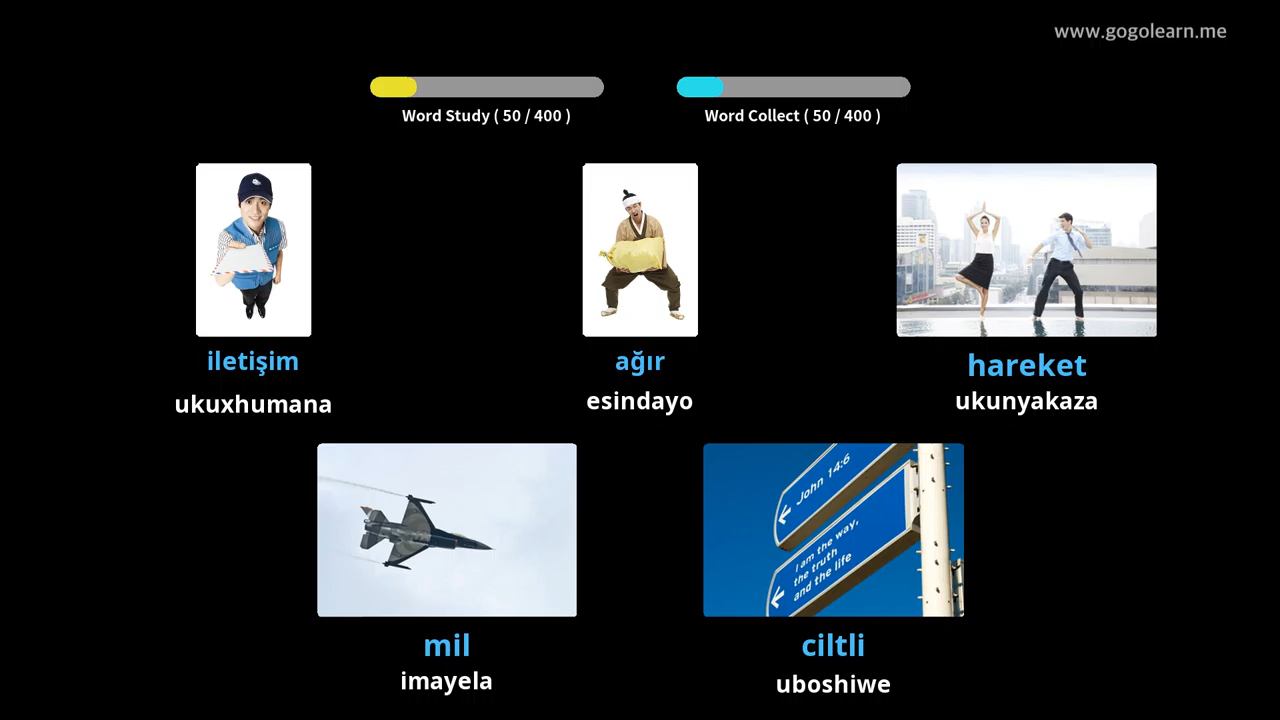 www.gogolearn.me
Word Study ( 50 / 400 )
Word Collect ( 50 / 400 )
iletişim
ukuxhumana
ağır
esindayo
hareket
ukunyakaza
John 14:6
I am the way,
the truth
and the life
mil
imayela
ciltli
uboshiwe